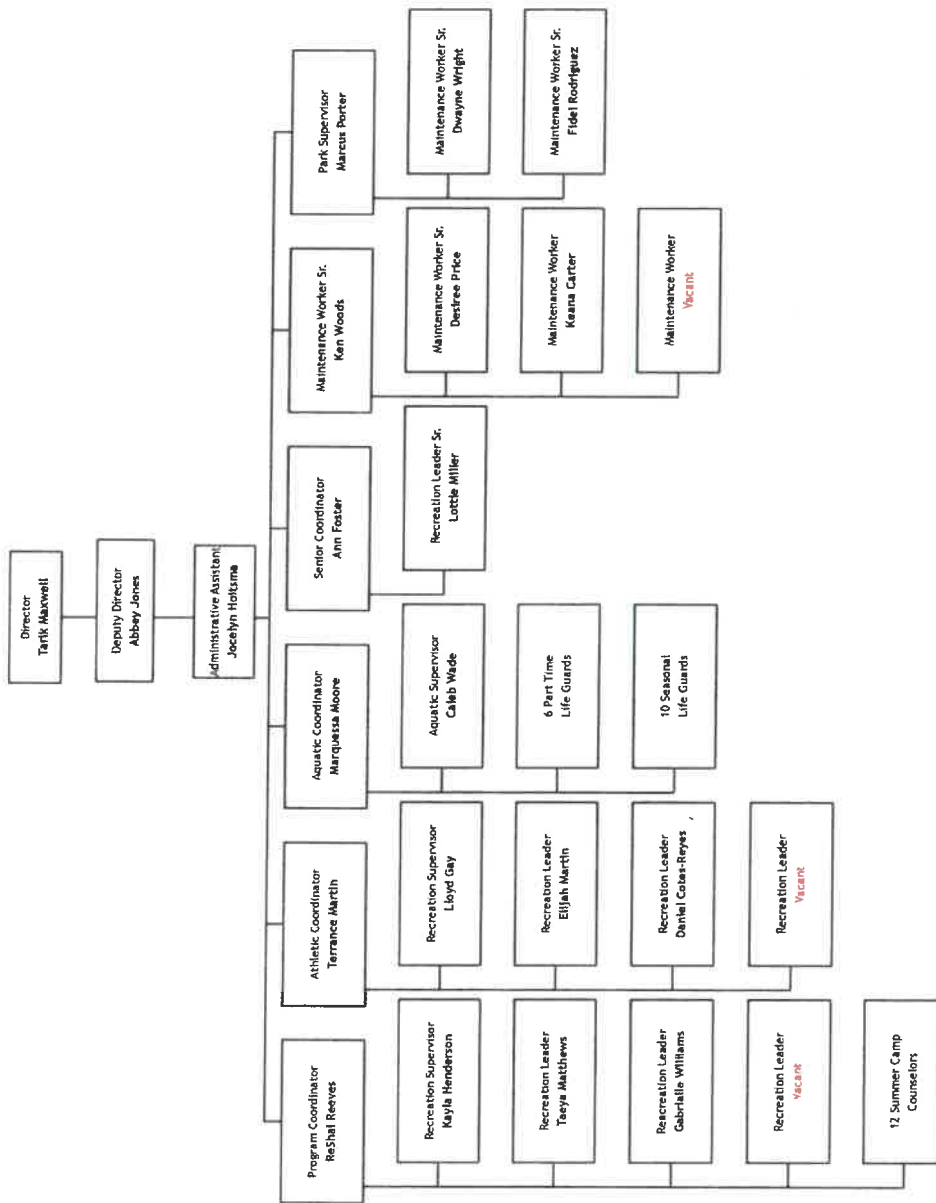 Director
Tarik Maxwell
Deputy Director
Abbey Jones
Administrative Assistant
Jocelyn Holtsma
Program Coordinator
ReShai Reeves
Recreation Supervisor
Kayla Henderson
Recreation Leader
Taeya Matthews
Reacreation Leader
Gabrialle Williams
Recreation Leader
Vacant
12 Summer Camp
Counselors
Athletic Coordinator
Terrance Martin
Recreation Supervisor
Lloyd Gay
Recreation Leader
Elijah Martin
Recreation Leader
Daniel Cotes-Reyes
Recreation Leader
Vacant
Aquatic Coordinator
Marquessa Moore
Aquatic Supervisor
Caleb Wade
6 Part Time
Life Guards
10 Seasonal
Life Guards
Senior Coordinator
Ann Foster
Recreation Leader Sr.
Lottie Miller
Maintenance Worker Sr.
Ken Woods
Maintenance Worker Sr.
Desiree Price
Maintenance Worker
Keana Carter
Maintenance Worker
Vacant
Park Supervisor
Marcus Porter
Maintenance Worker Sr.
Dwayne Wright
Maintenance Worker Sr.
Fidel Rodriguez